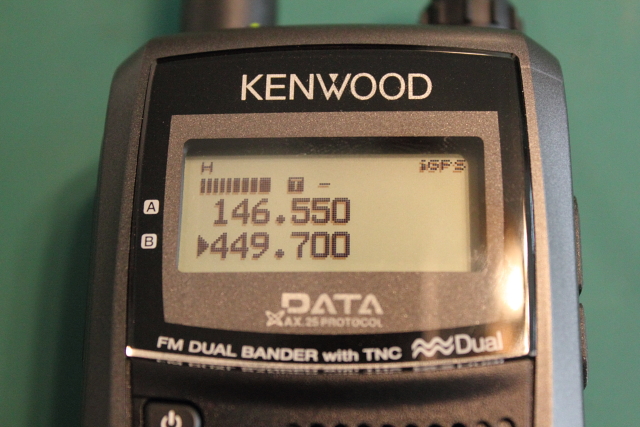 KENWOOD
H iGPS
T –
A 146.550
B ▶449.700
DATA
AX.25 PROTOCOL
FM DUAL BANDER with TNC Dual